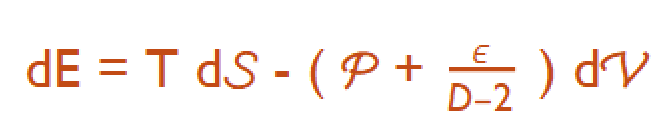 dE = T d𝒮 - ( 𝒫 + ϵ/(D−2) ) d𝒱